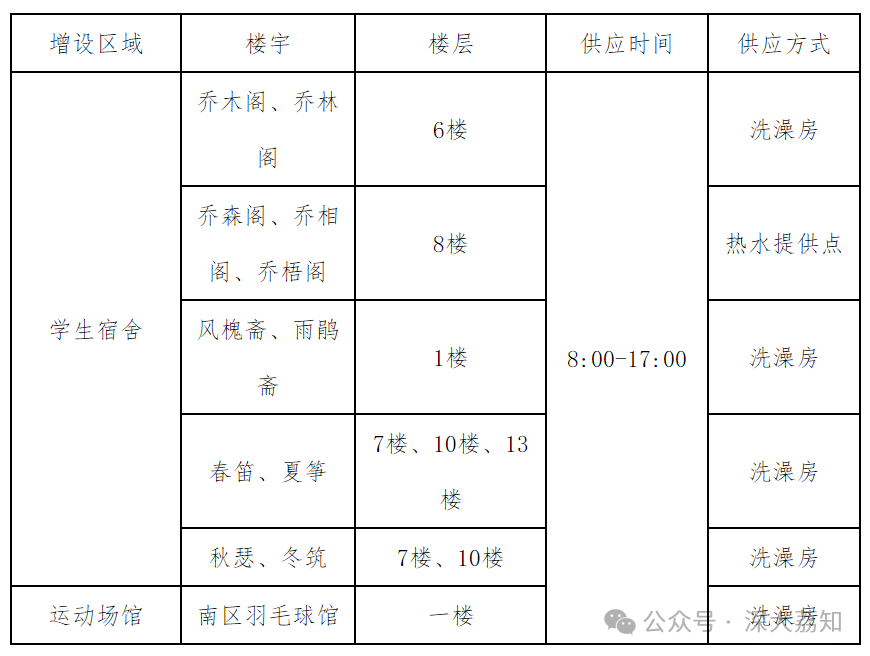 增设区域 楼宇 楼层 供应时间 供应方式
乔木阁、乔林
阁
6楼
洗澡房
乔森阁、乔相
阁、乔梧阁
8楼
热水提供点
学生宿舍
风槐斋、雨鹃
斋
1楼
8:00-17:00
洗澡房
春笛、夏筝
7楼、10楼、13
楼
洗澡房
秋瑟、冬筑 7楼、10楼 洗澡房
运动场馆 南区羽毛球馆 一楼 洗澡房
公众号 · 深大荔知